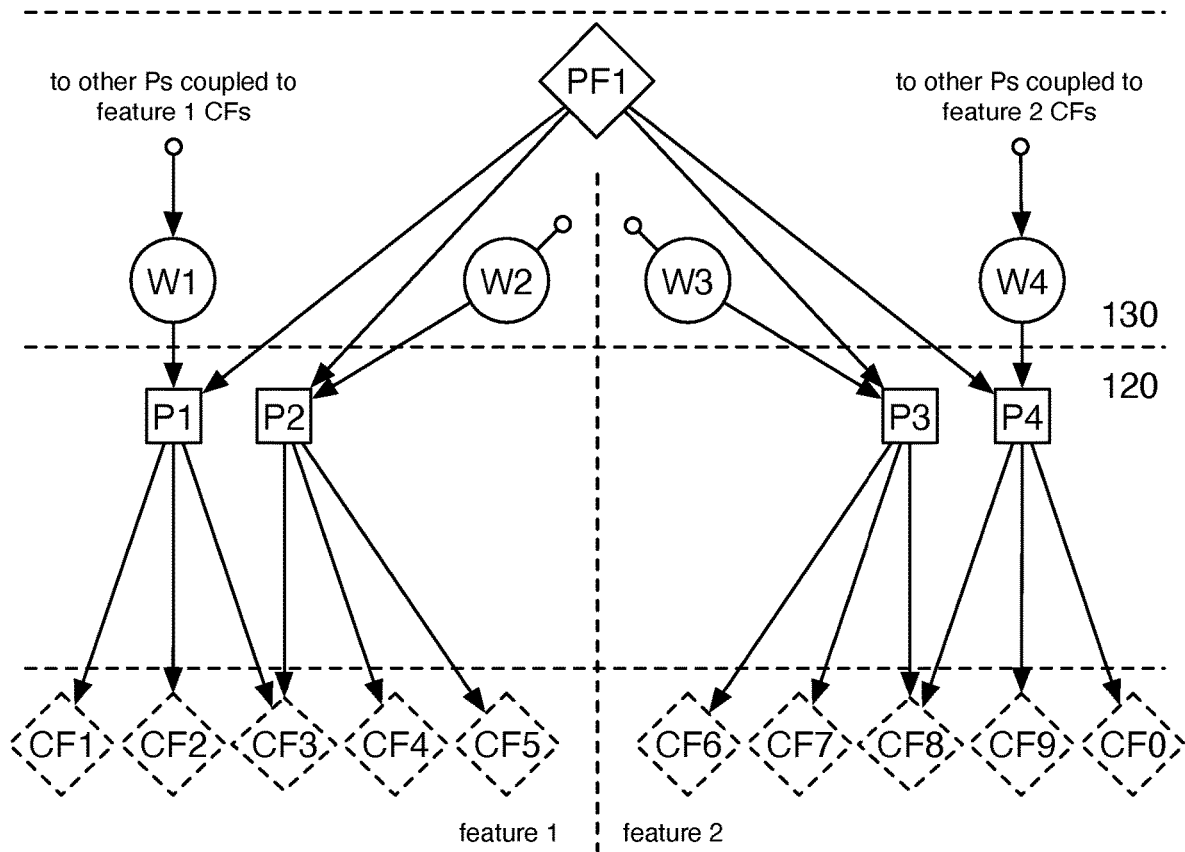 PF1
to other Ps coupled to
feature 1 CFs
to other Ps coupled to
feature 2 CFs
W1
W2
W3
W4
130
120
P1
P2
P3
P4
CF1
CF2
CF3
CF4
CF5
CF6
CF7
CF8
CF9
CF0
feature 1
feature 2